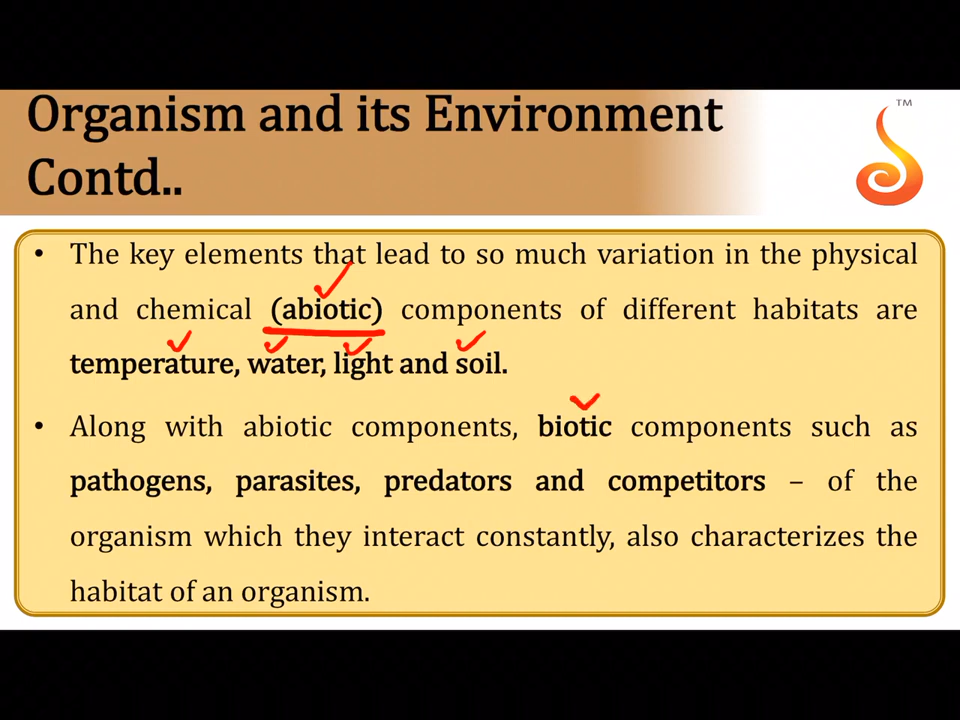 Organism and its Environment
Contd..
TM
• The key elements that lead to so much variation in the physical
and chemical (abiotic) components of different habitats are
temperature, water, light and soil.
• Along with abiotic components, biotic components such as
pathogens, parasites, predators and competitors – of the
organism which they interact constantly, also characterizes the
habitat of an organism.